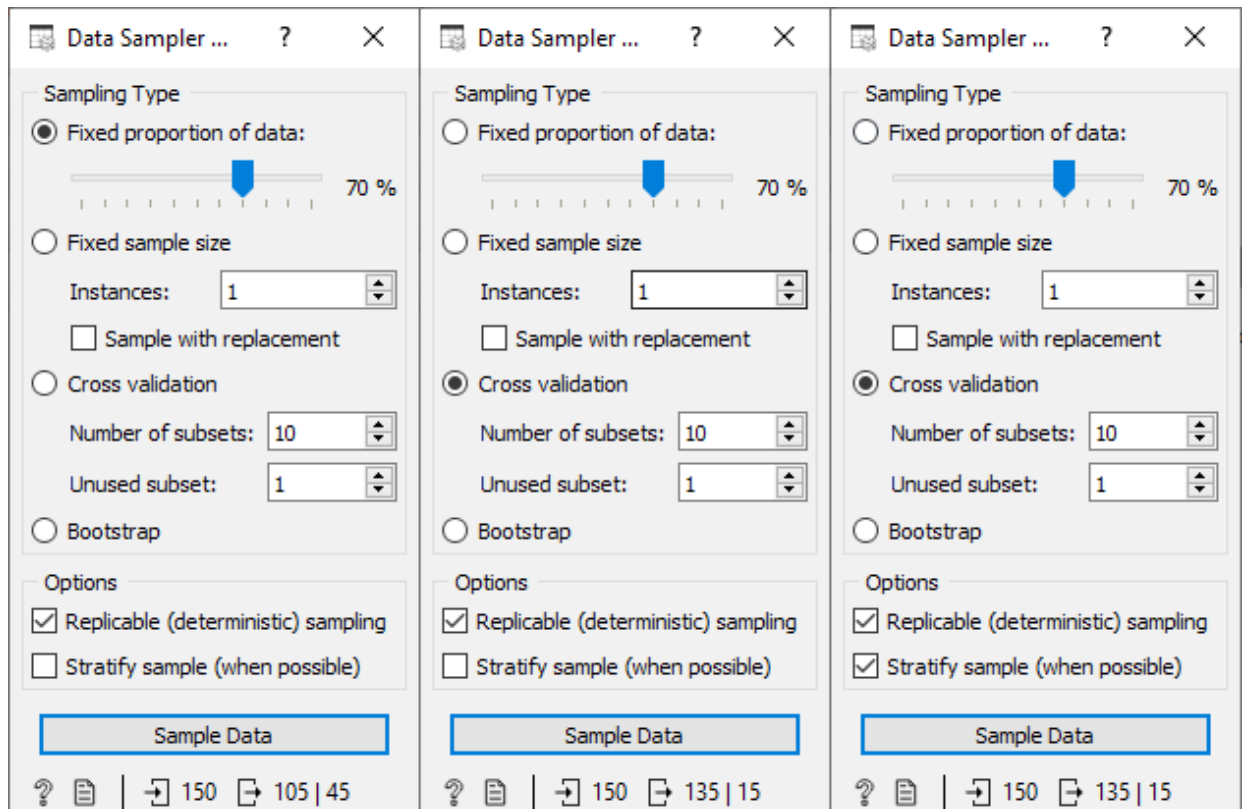 Data Sampler ... ?
Sampling Type
Fixed proportion of data:
70 %
Fixed sample size
Instances: 1
Sample with replacement
Cross validation
Number of subsets: 10
Unused subset: 1
Bootstrap
Options
Replicable (deterministic) sampling
Stratify sample (when possible)
Sample Data
? 150 105 | 45
Data Sampler ... ?
Sampling Type
Fixed proportion of data:
70 %
Fixed sample size
Instances: 1
Sample with replacement
Cross validation
Number of subsets: 10
Unused subset: 1
Bootstrap
Options
Replicable (deterministic) sampling
Stratify sample (when possible)
Sample Data
? 150 135 | 15
Data Sampler ... ?
Sampling Type
Fixed proportion of data:
70 %
Fixed sample size
Instances: 1
Sample with replacement
Cross validation
Number of subsets: 10
Unused subset: 1
Bootstrap
Options
Replicable (deterministic) sampling
Stratify sample (when possible)
Sample Data
? 150 135 | 15